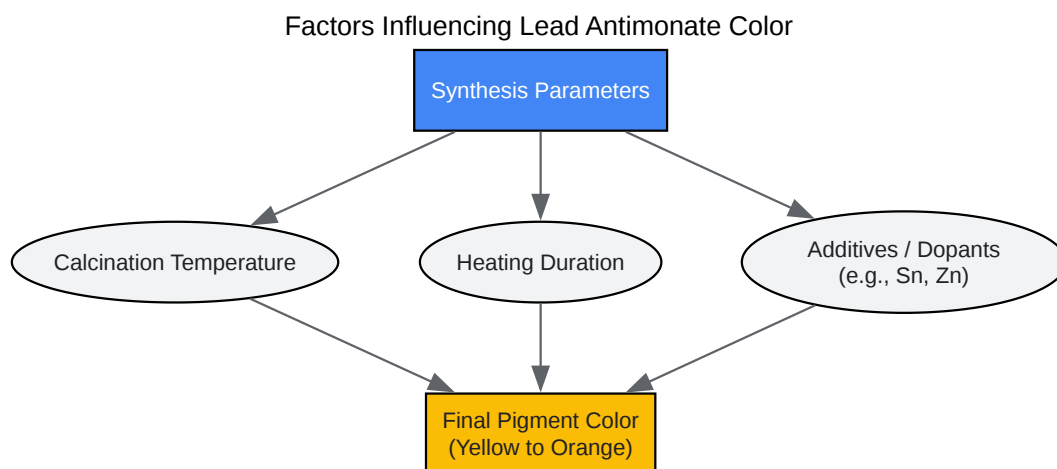 Factors Influencing Lead Antimonate Color
Synthesis Parameters
Calcination Temperature
Heating Duration
Additives / Dopants
(e.g., Sn, Zn)
Final Pigment Color
(Yellow to Orange)